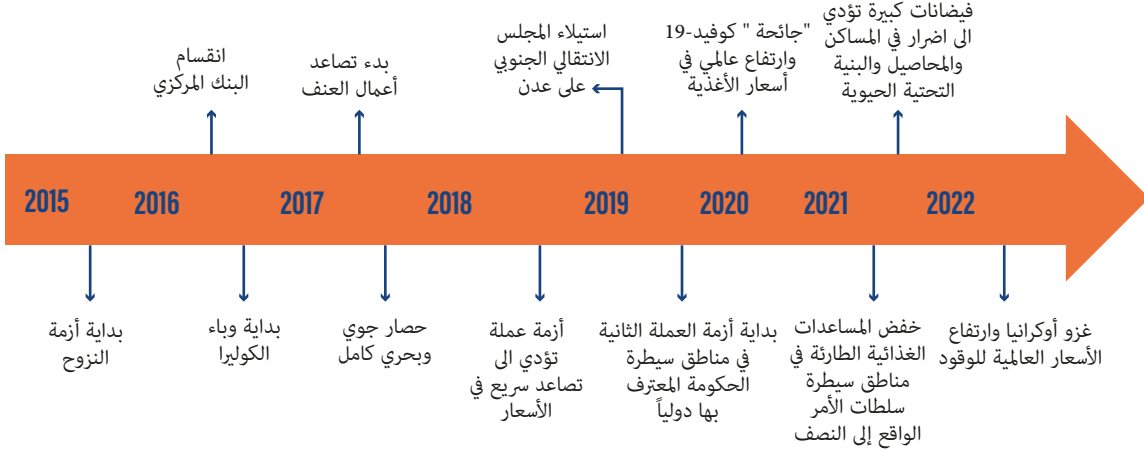 انقسام
البنك المركزي
بدء تصاعد
أعمال العنف
استيلاء المجلس
الانتقالي الجنوبي
على عدن
"جائحة " كوفيد-19
وارتفاع عالمي في
أسعار الأغذية
فيضانات كبيرة تؤدي
الى اضرار في المساكن
والمحاصيل والبنية
التحتية الحيوية
2015 2016 2017 2018 2019 2020 2021 2022
بداية أزمة
النزوح
بداية وباء
الكوليرا
حصار جوي
وبحري كامل
أزمة عملة
تؤدي الى
تصاعد سريع في
الأسعار
بداية أزمة العملة الثانية
في مناطق سيطرة
الحكومة المعترف
بها دولياً
خفض المساعدات
الغذائية الطارئة في
مناطق سيطرة
سلطات الأمر
الواقع إلى النصف
غزو أوكرانيا وارتفاع
الأسعار العالمية للوقود